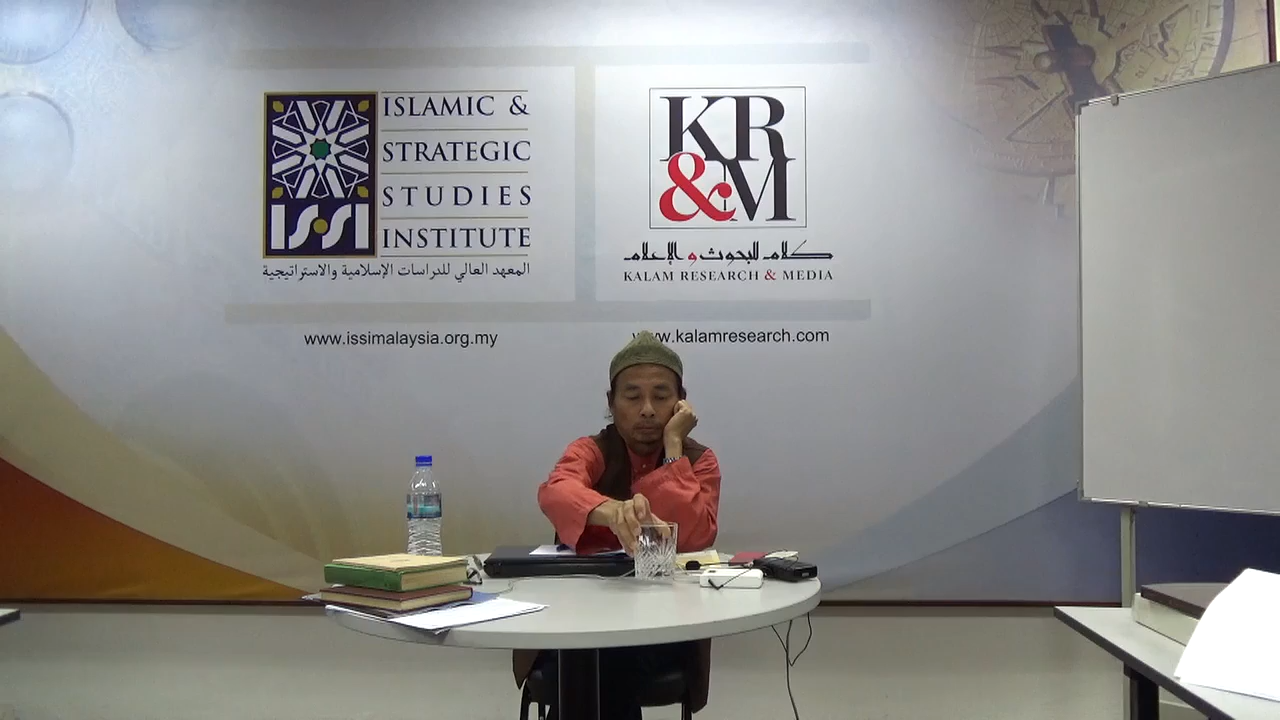 ISLAMIC &
STRATEGIC
STUDIES
INSTITUTE
ISSI
المعهد العالي للدراسات الإسلامية والاستراتيجية
www.issimalaysia.org.my
KR
&M
كلام للبحوث والإعلام
KALAM RESEARCH & MEDIA
www.kalamresearch.com